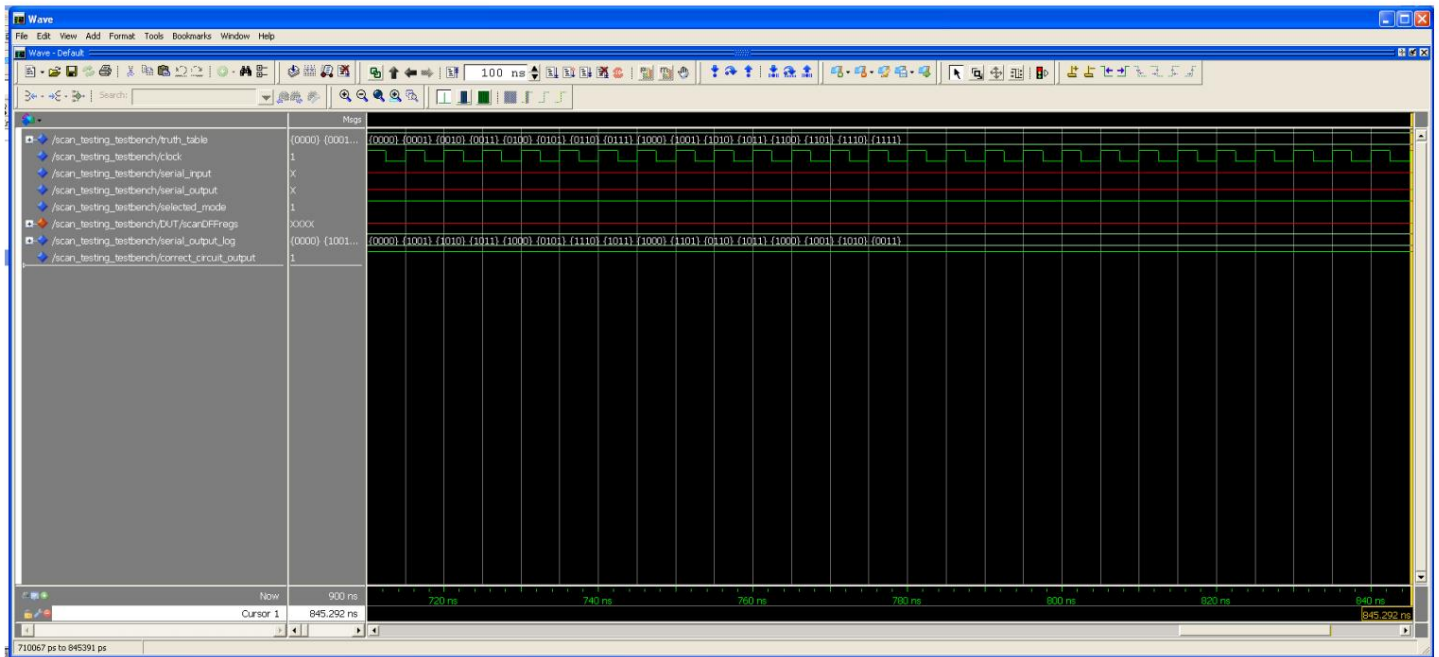 Wave
File Edit View Add Format Tools Bookmarks Window Help
Wave - Default
100 ns
Search:
Msgs
/scan_testing_testbench/truth_table {0000} {0001... {0000} {0001} {0010} {0011} {0100} {0101} {0110} {0111} {1000} {1001} {1010} {1011} {1100} {1101} {1110} {1111}
/scan_testing_testbench/clock 1
/scan_testing_testbench/serial_input X
/scan_testing_testbench/serial_output X
/scan_testing_testbench/selected_mode 1
/scan_testing_testbench/DUT/scanDFFregs XXXX
/scan_testing_testbench/serial_output_log {0000} {1001... {0000} {1001} {1010} {1011} {1000} {0101} {1110} {1011} {1000} {1101} {0110} {1011} {1000} {1001} {1010} {0011}
/scan_testing_testbench/correct_circuit_output 1
Now 900 ns 720 ns 740 ns 760 ns 780 ns 800 ns 820 ns 840 ns
Cursor 1 845.292 ns 845.292 ns
710067 ps to 845391 ps